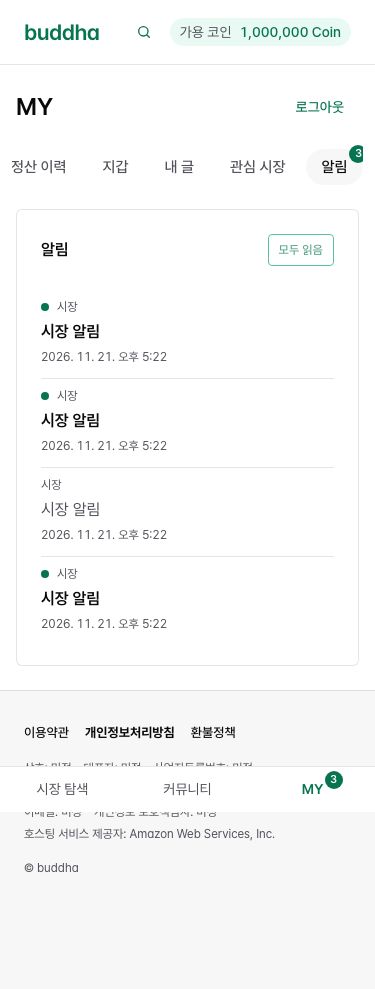 buddha
가용 코인 1,000,000 Coin
MY
로그아웃
정산 이력 지갑 내 글 관심 시장 알림 3
알림
모두 읽음
시장
시장 알림
2026. 11. 21. 오후 5:22
시장
시장 알림
2026. 11. 21. 오후 5:22
시장
시장 알림
2026. 11. 21. 오후 5:22
시장
시장 알림
2026. 11. 21. 오후 5:22
이용약관 개인정보처리방침 환불정책
시장 탐색 커뮤니티 MY 3
호스팅 서비스 제공자: Amazon Web Services, Inc.
© buddha